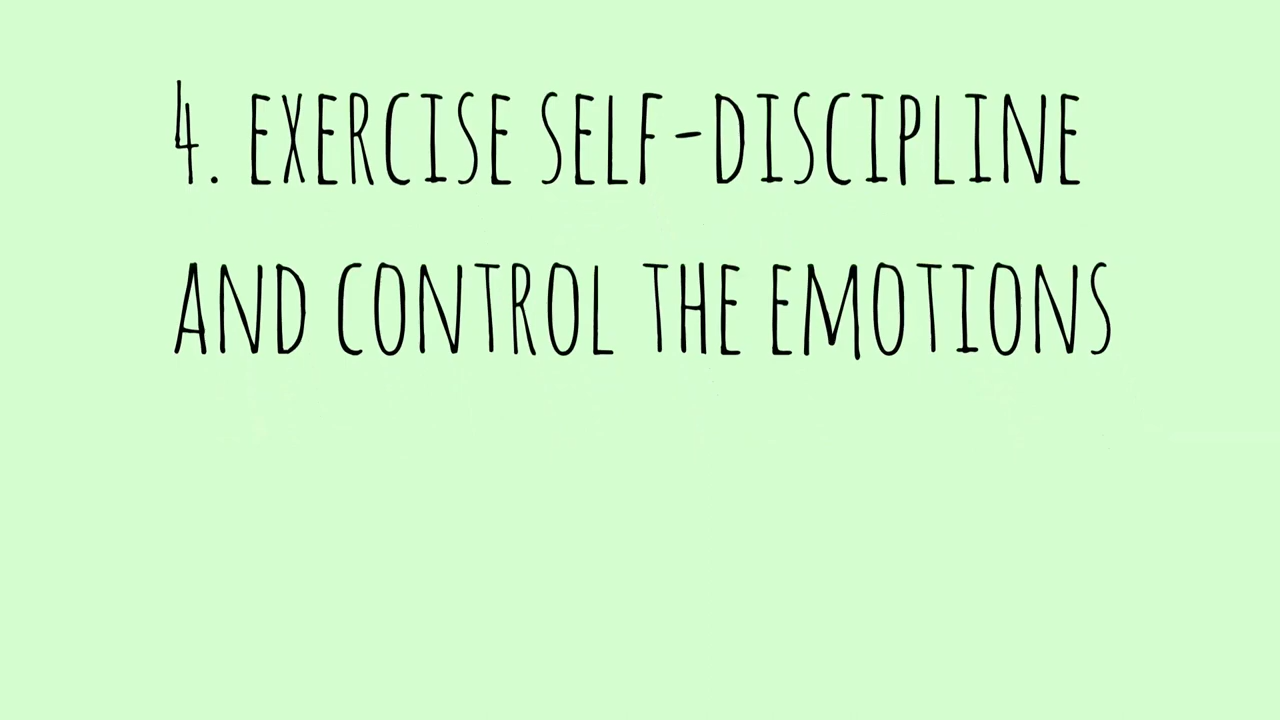 4. EXERCISE SELF-DISCIPLINE
AND CONTROL THE EMOTIONS